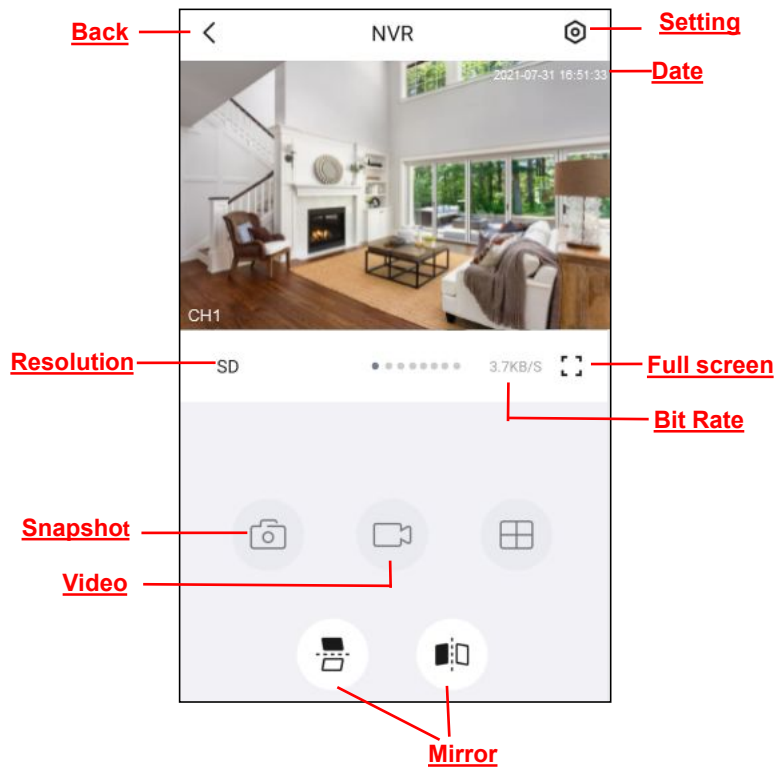 Back
NVR
Setting
2021-07-31 16:51:33
Date
CH1
Resolution
SD
3.7KB/S
Full screen
Bit Rate
Snapshot
Video
Mirror